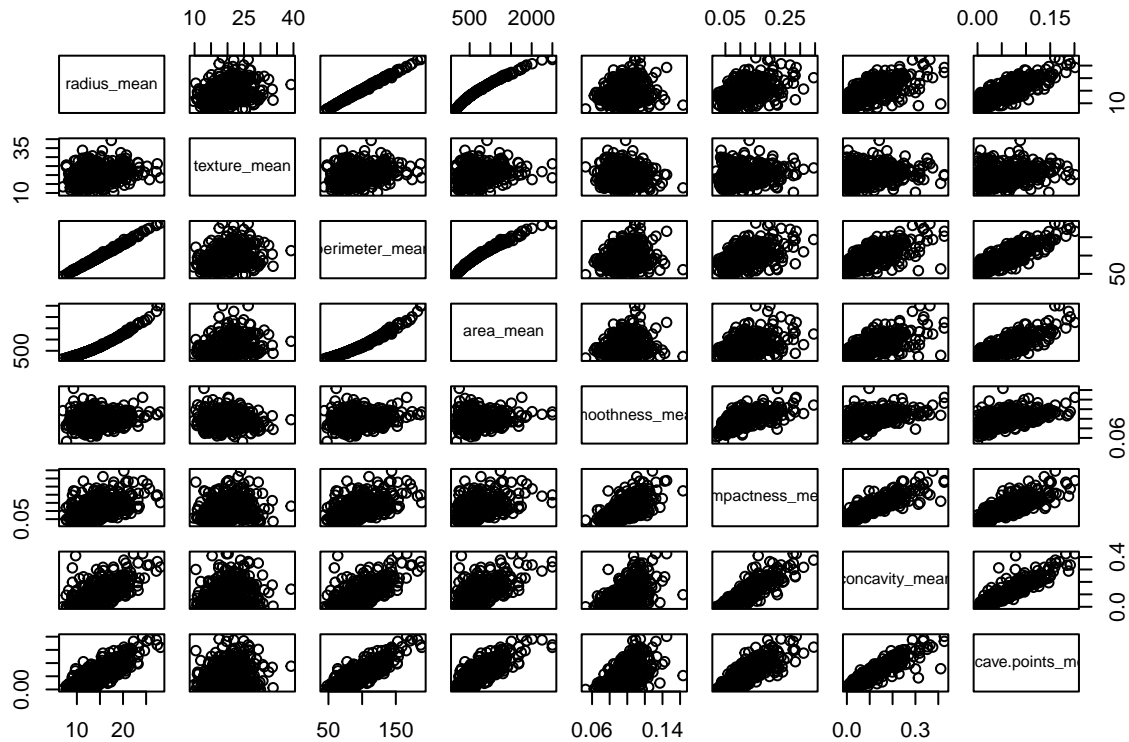 10 25 40 500 2000 0.05 0.25 0.00 0.15
radius_mean
10
10 35
texture_mean
perimeter_mean
50
500
area_mean
moothness_mea
0.06
0.05
mpactness_me
concavity_mean
0.0 0.4
0.00
cave.points_me
10 20 50 150 0.06 0.14 0.0 0.3